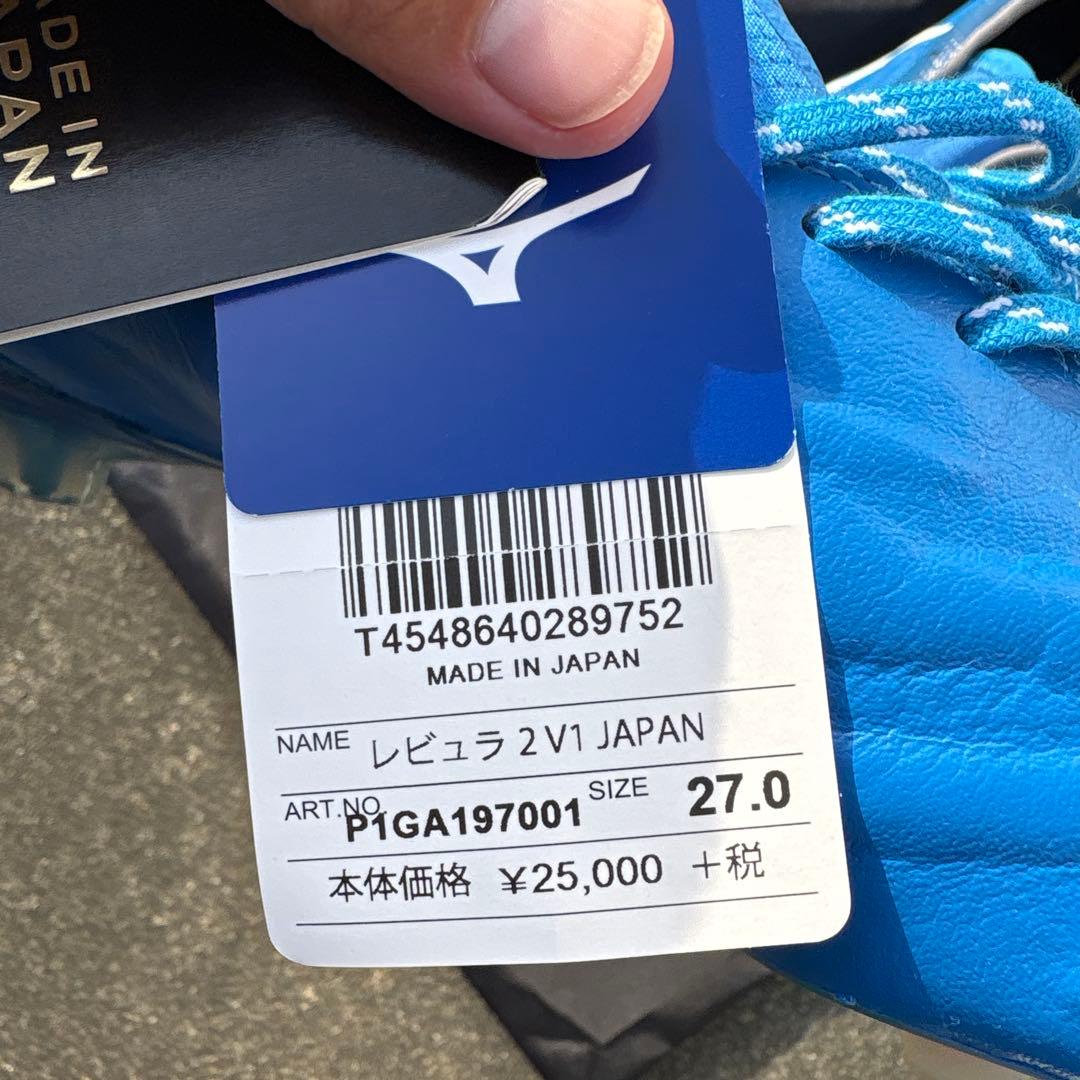 MADE IN
JAPAN
T4548640289752
MADE IN JAPAN
NAME レビュラ 2 V1 JAPAN
ART.NO. P1GA197001 SIZE 27.0
本体価格 ¥25,000 +税